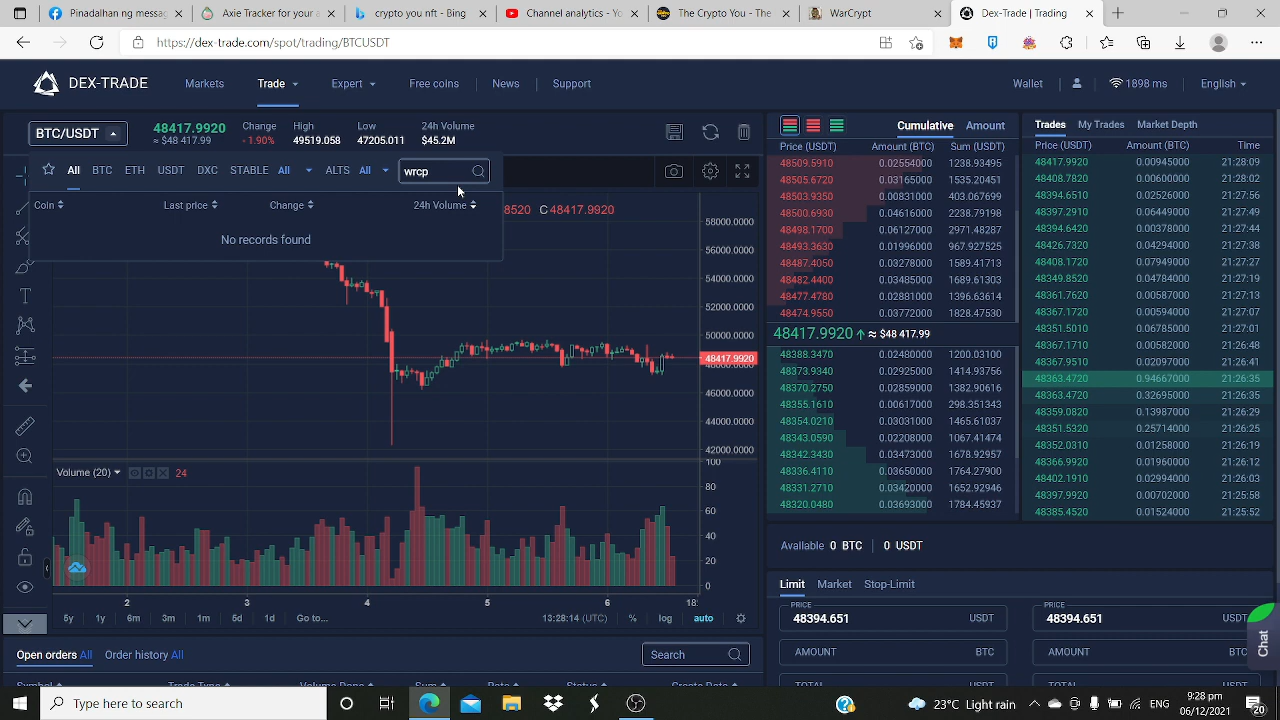 Pinehard ending messag
Arise - You need to conn
crypto binny - Bing
Channel analytics - You
Benny Crypto You - The
WarCrypt
Dex-Trade | Trades
https://dex-trade.com/spot/trading/BTCUSDT
DEX-TRADE Markets Trade Expert Free coins News Support Wallet 1898 ms English
BTC/USDT 48417.9920 ≈ $48 417.99 Change - 1.90% High 49519.058 Low 47205.011 24h Volume $45.2M
All BTC ETH USDT DXC STABLE All ALTS All wrcp
Coin Last price Change 24h Volume
No records found
8520 C48417.9920
58000.0000
56000.0000
54000.0000
52000.0000
50000.0000
48417.9920
48000.0000
46000.0000
44000.0000
42000.0000
Volume (20) 24
100
80
60
40
20
0
2 3 4 5 6 18:
5y 1y 6m 3m 1m 5d 1d Go to... 13:28:14 (UTC) % log auto
Open orders All Order history All Search
Cumulative Amount
Price (USDT) Amount (BTC) Sum (USDT)
48509.5910 0.02554000 1238.93495
48505.6720 0.03165000 1535.20451
48503.9350 0.00831000 403.067699
48500.6930 0.04616000 2238.79198
48498.1700 0.06127000 2971.48287
48493.3630 0.01996000 967.927525
48487.4050 0.03278000 1589.41713
48482.4400 0.03485000 1689.61303
48477.4780 0.02881000 1396.63614
48474.9550 0.03772000 1828.47530
48417.9920 ≈ $48 417.99
48388.3470 0.02480000 1200.03100
48373.9340 0.02925000 1414.93756
48370.2750 0.02859000 1382.90616
48355.1610 0.00617000 298.351343
48354.0210 0.03031000 1465.61037
48343.0590 0.02208000 1067.41474
48342.3430 0.03473000 1678.92957
48336.4110 0.03650000 1764.27900
48331.2710 0.03420000 1652.92946
48320.0480 0.03693000 1784.45937
Trades My Trades Market Depth
Price (USDT) Amount (BTC) Time
48417.9920 0.00945000 21:28:09
48378.6190 0.00608000 21:28:02
48394.6510 0.02526000 21:27:56
48397.2910 0.06449000 21:27:49
48394.6420 0.00378000 21:27:44
48426.7320 0.04294000 21:27:38
48408.1720 0.07949000 21:27:27
48349.8520 0.04784000 21:27:19
48361.7620 0.00587000 21:27:13
48367.1720 0.00594000 21:27:07
48351.5010 0.06785000 21:27:01
48367.1710 0.00582000 21:26:48
48367.9510 0.02097000 21:26:41
48363.4720 0.94667000 21:26:35
48363.4720 0.32695000 21:26:35
48359.0820 0.13987000 21:26:29
48351.5320 0.25714000 21:26:25
48352.0310 0.01258000 21:26:19
48366.9920 0.01960000 21:26:12
48402.1910 0.02994000 21:26:03
48397.9920 0.00702000 21:25:58
48385.4520 0.01524000 21:25:52
Available 0 BTC 0 USDT
Limit Market Stop-Limit
PRICE 48394.651 USDT
PRICE 48394.651
AMOUNT BTC
AMOUNT
Chat
Type here to search
23°C Light rain
9:28 pm
06/12/2021
20